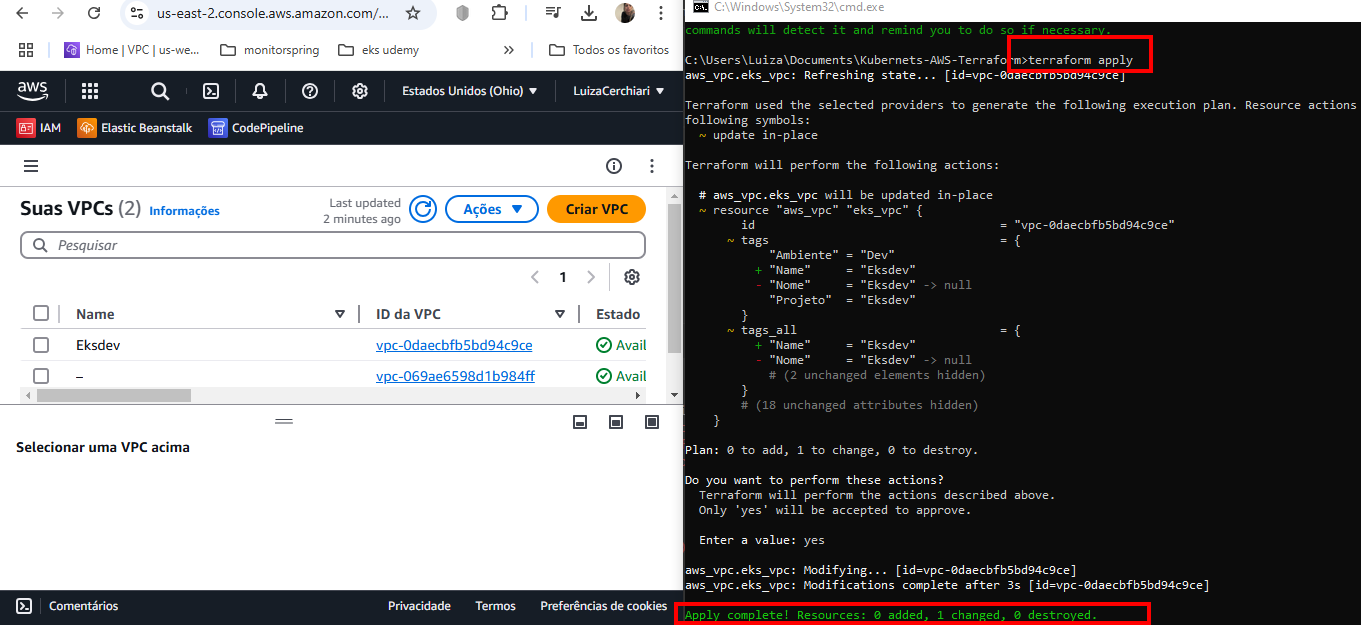 us-east-2.console.aws.amazon.com/...
Home | VPC | us-we...
monitorspring
eks udemy
»
Todos os favoritos
aws
Estados Unidos (Ohio) ▼
LuizaCerchiari ▼
IAM
Elastic Beanstalk
CodePipeline
Suas VPCs (2) Informações
Last updated
2 minutes ago
Ações ▼
Criar VPC
Pesquisar
1
Name
ID da VPC
Estado
Eksdev
vpc-0daecbfb5bd94c9ce
Avail
–
vpc-069ae6598d1b984ff
Avail
Selecionar uma VPC acima
Comentários
Privacidade
Termos
Preferências de cookies
C:\Windows\System32\cmd.exe
commands will detect it and remind you to do so if necessary.
C:\Users\Luiza\Documents\Kubernets-AWS-Terraform>terraform apply
aws_vpc.eks_vpc: Refreshing state... [id=vpc-0daecbfb5bd94c9ce]
Terraform used the selected providers to generate the following execution plan. Resource actions
following symbols:
~ update in-place
Terraform will perform the following actions:
# aws_vpc.eks_vpc will be updated in-place
~ resource "aws_vpc" "eks_vpc" {
id = "vpc-0daecbfb5bd94c9ce"
~ tags = {
"Ambiente" = "Dev"
+ "Name" = "Eksdev"
- "Nome" = "Eksdev" -> null
"Projeto" = "Eksdev"
}
~ tags_all = {
+ "Name" = "Eksdev"
- "Nome" = "Eksdev" -> null
# (2 unchanged elements hidden)
}
# (18 unchanged attributes hidden)
}
Plan: 0 to add, 1 to change, 0 to destroy.
Do you want to perform these actions?
Terraform will perform the actions described above.
Only 'yes' will be accepted to approve.
Enter a value: yes
aws_vpc.eks_vpc: Modifying... [id=vpc-0daecbfb5bd94c9ce]
aws_vpc.eks_vpc: Modifications complete after 3s [id=vpc-0daecbfb5bd94c9ce]
Apply complete! Resources: 0 added, 1 changed, 0 destroyed.